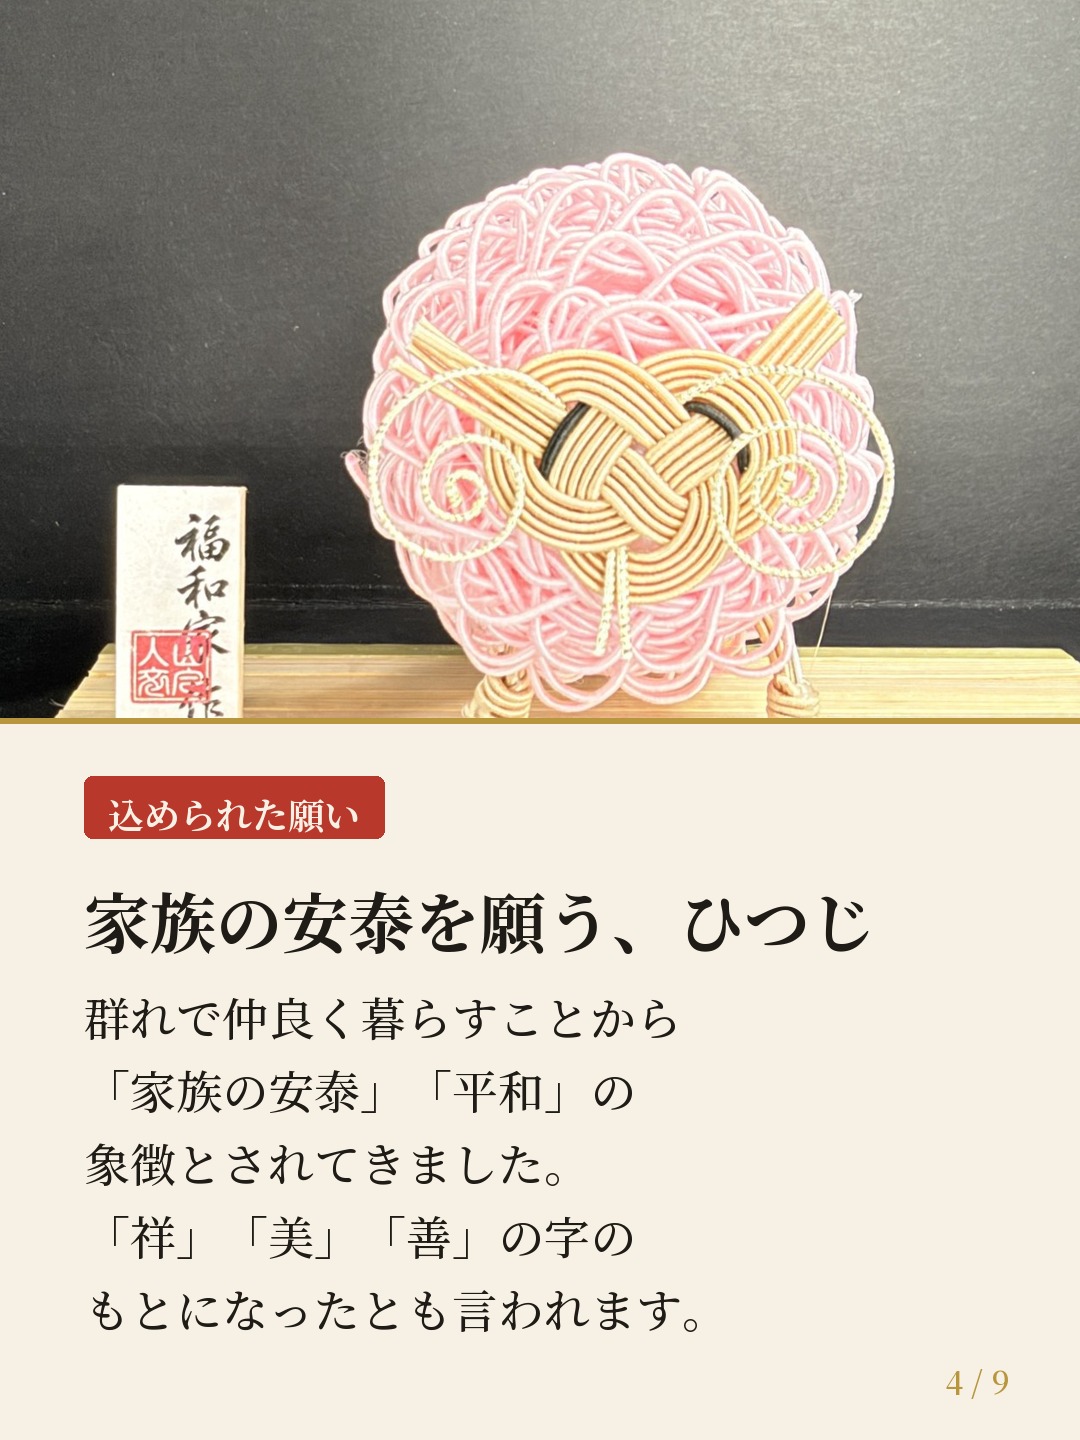 福和家
作
込められた願い
家族の安泰を願う、ひつじ
群れで仲良く暮らすことから
「家族の安泰」「平和」の
象徴とされてきました。
「祥」「美」「善」の字の
もとになったとも言われます。
4 / 9